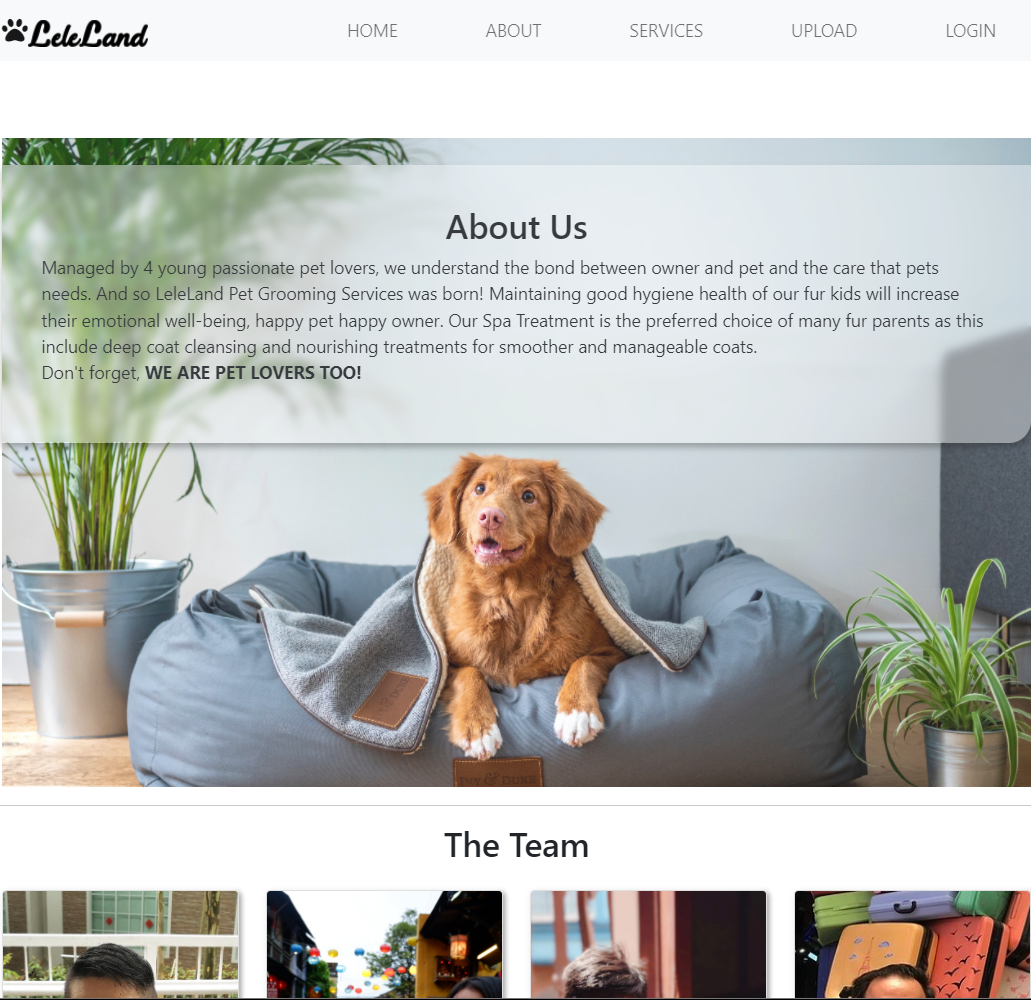 LeleLand
HOME
ABOUT
SERVICES
UPLOAD
LOGIN
About Us
Managed by 4 young passionate pet lovers, we understand the bond between owner and pet and the care that pets
needs. And so LeleLand Pet Grooming Services was born! Maintaining good hygiene health of our fur kids will increase
their emotional well-being, happy pet happy owner. Our Spa Treatment is the preferred choice of many fur parents as this
include deep coat cleansing and nourishing treatments for smoother and manageable coats.
Don't forget, WE ARE PET LOVERS TOO!
The Team